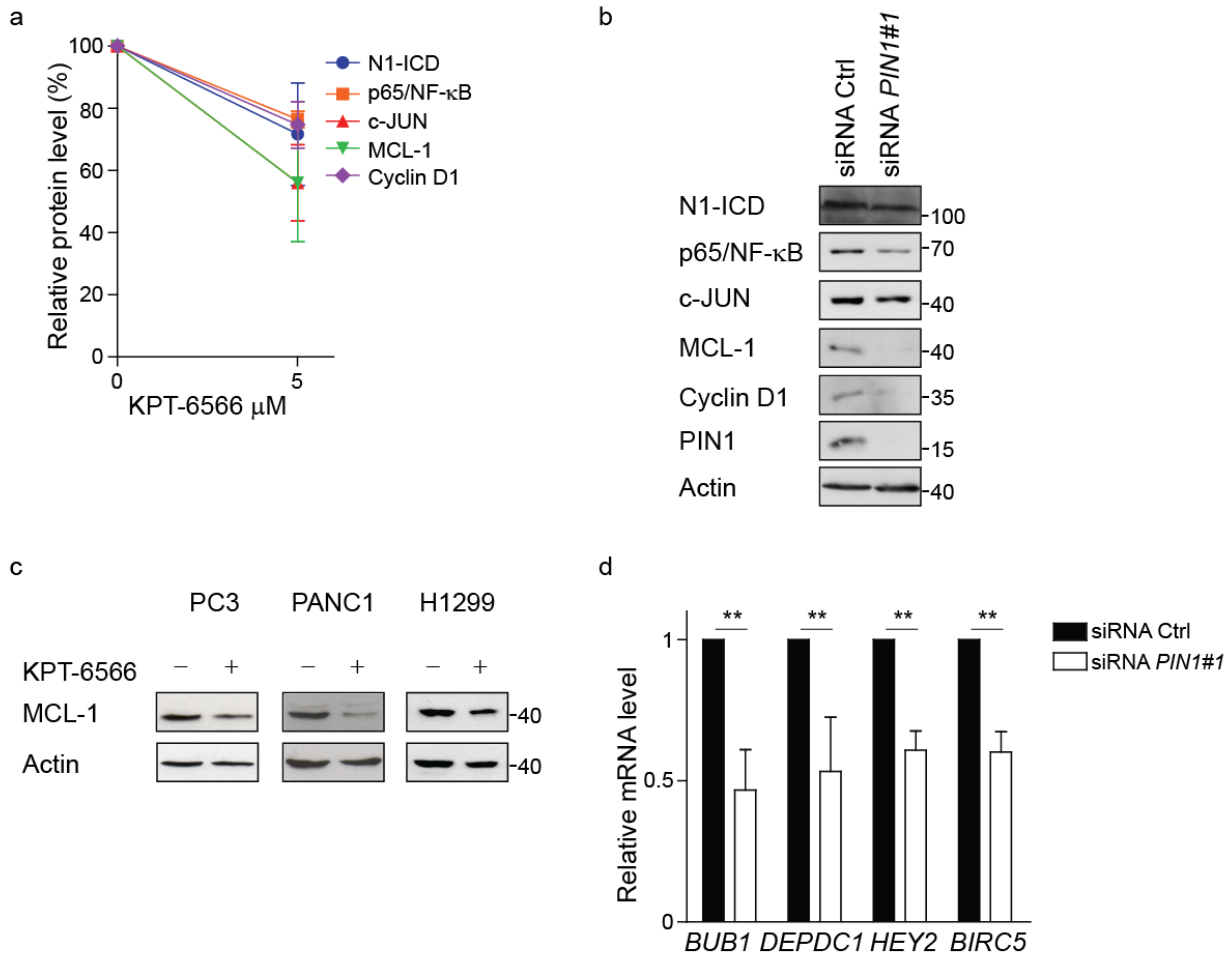 a
Relative protein level (%)
100
80
60
40
20
0
0
5
KPT-6566 μM
N1-ICD
p65/NF-κB
c-JUN
MCL-1
Cyclin D1
b
siRNA Ctrl
siRNA PIN1#1
N1-ICD
-100
p65/NF-κB
-70
c-JUN
-40
MCL-1
-40
Cyclin D1
-35
PIN1
-15
Actin
-40
c
PC3 PANC1 H1299
KPT-6566 − + − + − +
MCL-1
-40
Actin
-40
d
Relative mRNA level
1
0.5
0
** ** ** **
BUB1 DEPDC1 HEY2 BIRC5
siRNA Ctrl
siRNA PIN1#1